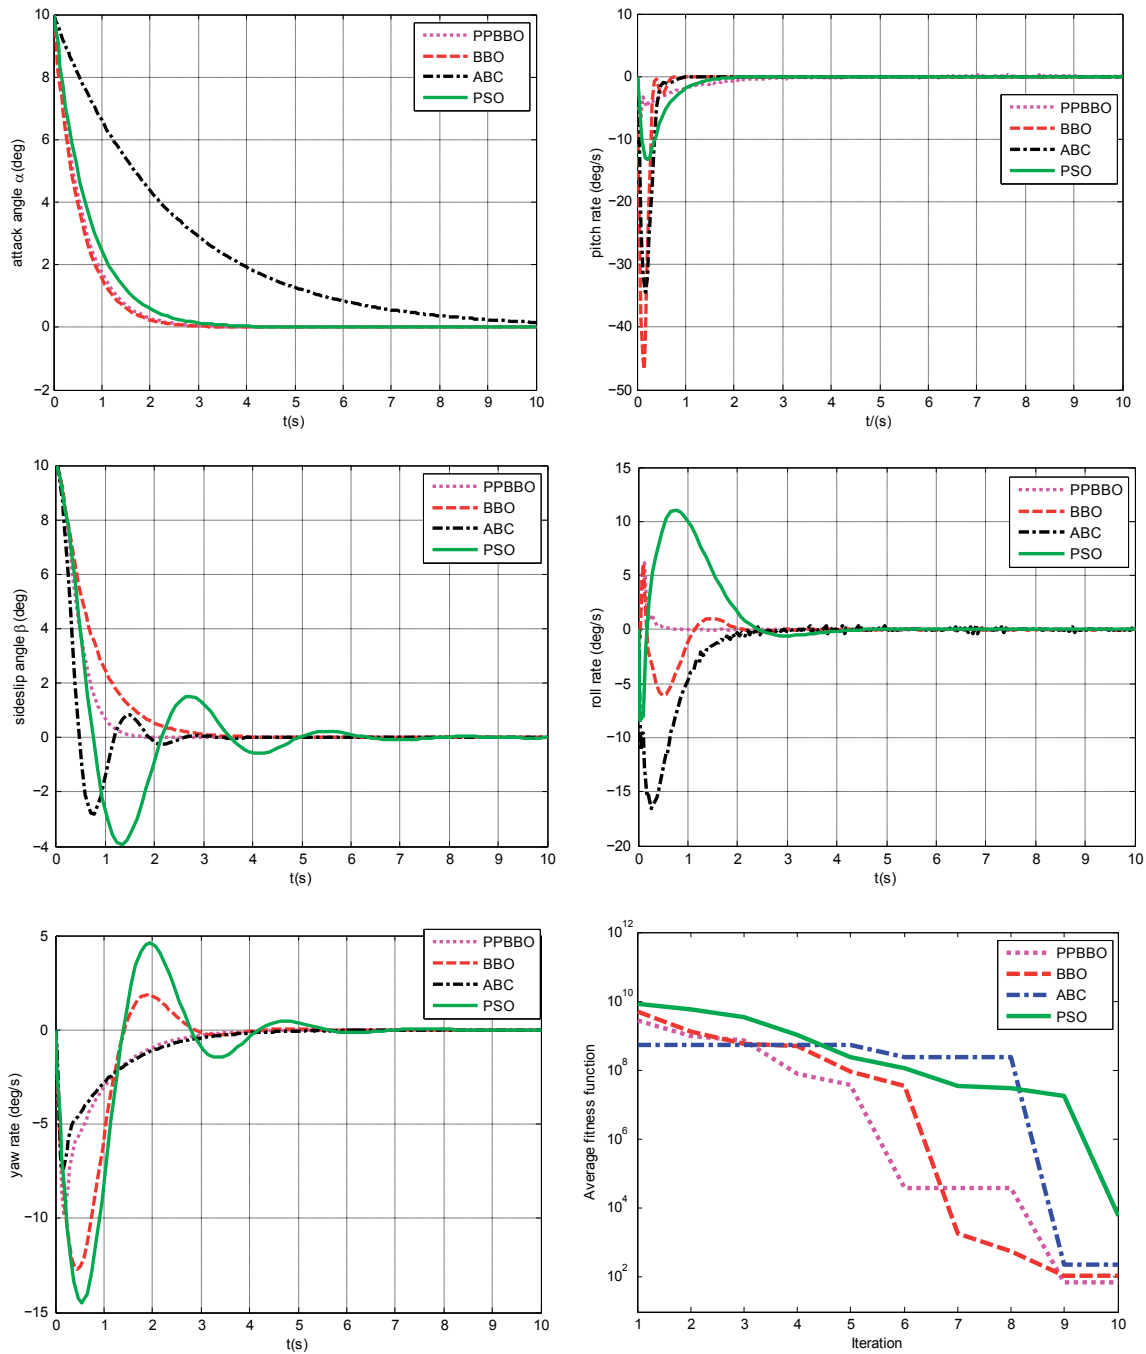 10
8
6
4
2
0
−2
attack angle α(deg)
0 1 2 3 4 5 6 7 8 9 10
t(s)
PPBBO
BBO
ABC
PSO
10
0
−10
−20
−30
−40
−50
pitch rate (deg/s)
0 1 2 3 4 5 6 7 8 9 10
t/(s)
PPBBO
BBO
ABC
PSO
10
8
6
4
2
0
−2
−4
sideslip angle β (deg)
0 1 2 3 4 5 6 7 8 9 10
t(s)
PPBBO
BBO
ABC
PSO
15
10
5
0
−5
−10
−15
−20
roll rate (deg/s)
0 1 2 3 4 5 6 7 8 9 10
t(s)
PPBBO
BBO
ABC
PSO
5
0
−5
−10
−15
yaw rate (deg/s)
0 1 2 3 4 5 6 7 8 9 10
t(s)
PPBBO
BBO
ABC
PSO
10^12
10^10
10^8
10^6
10^4
10^2
Average fitness function
1 2 3 4 5 6 7 8 9 10
Iteration
PPBBO
BBO
ABC
PSO